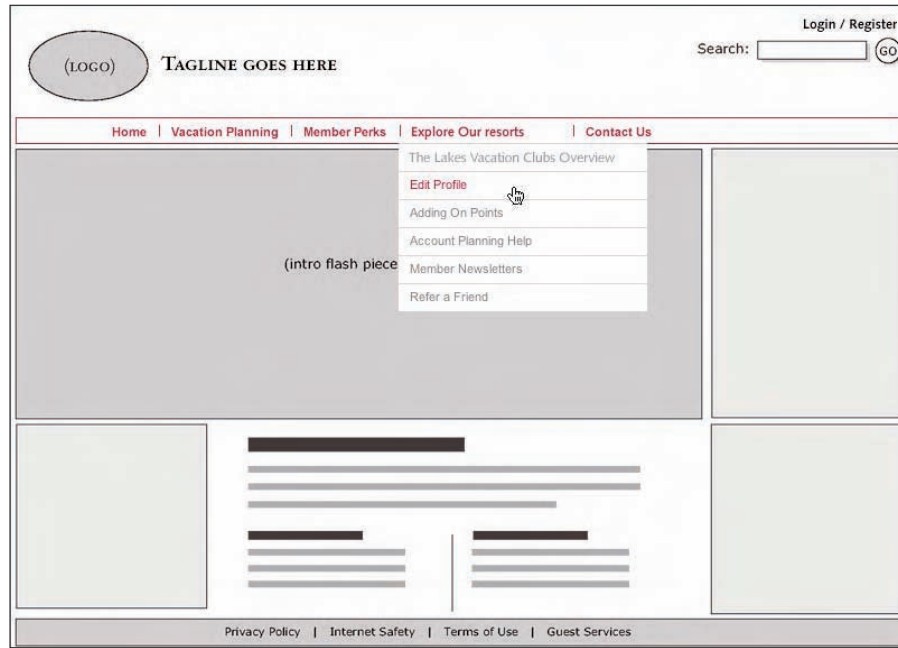 Login / Register
(LOGO) TAGLINE GOES HERE
Search: GO
Home | Vacation Planning | Member Perks | Explore Our resorts | Contact Us
The Lakes Vacation Clubs Overview
Edit Profile
Adding On Points
Account Planning Help
(intro flash piece
Member Newsletters
Refer a Friend
Privacy Policy | Internet Safety | Terms of Use | Guest Services